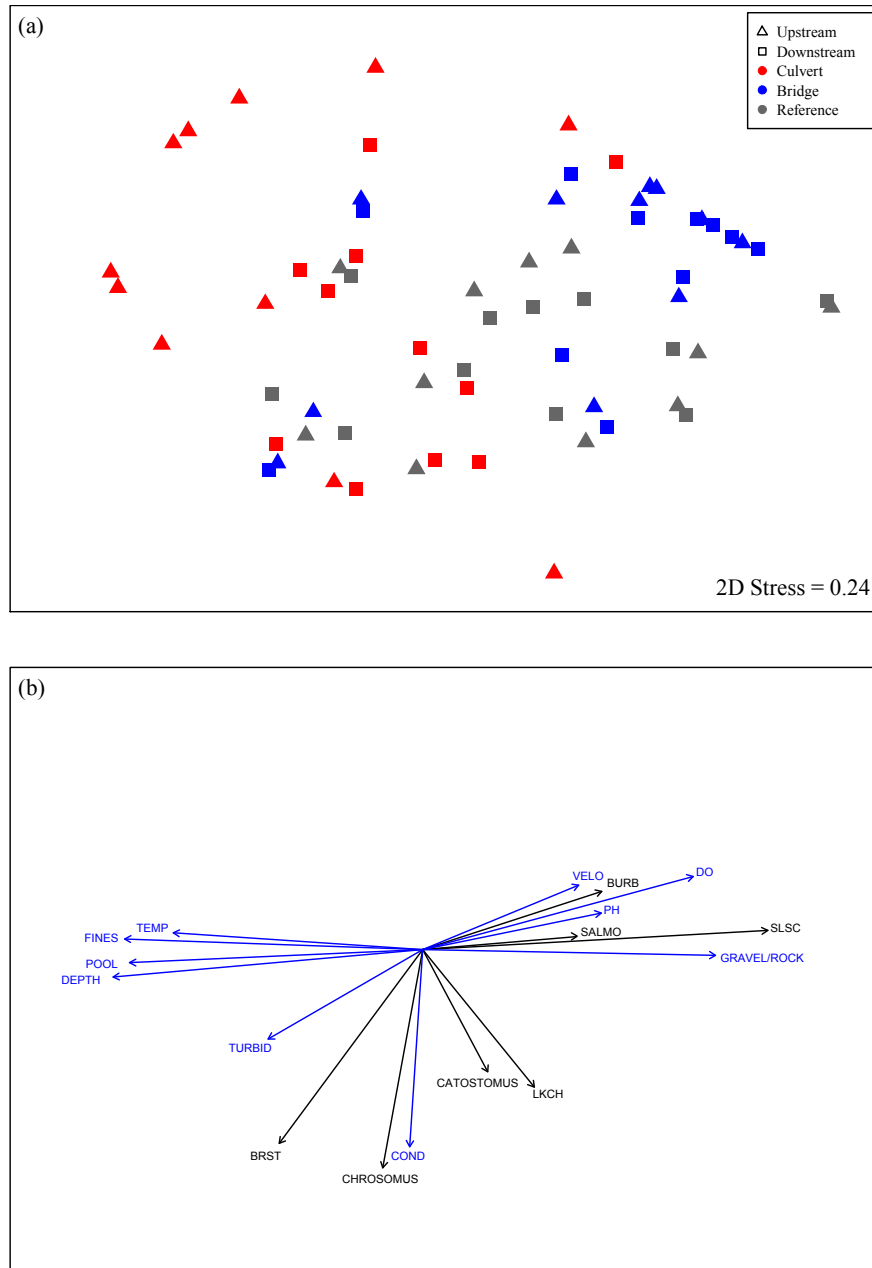 (a)
Upstream
Downstream
Culvert
Bridge
Reference
2D Stress = 0.24
(b)
VELO
BURB
DO
PH
TEMP
FINES
SALMO
SLSC
POOL
GRAVEL/ROCK
DEPTH
TURBID
CATOSTOMUS
LKCH
BRST
COND
CHROSOMUS